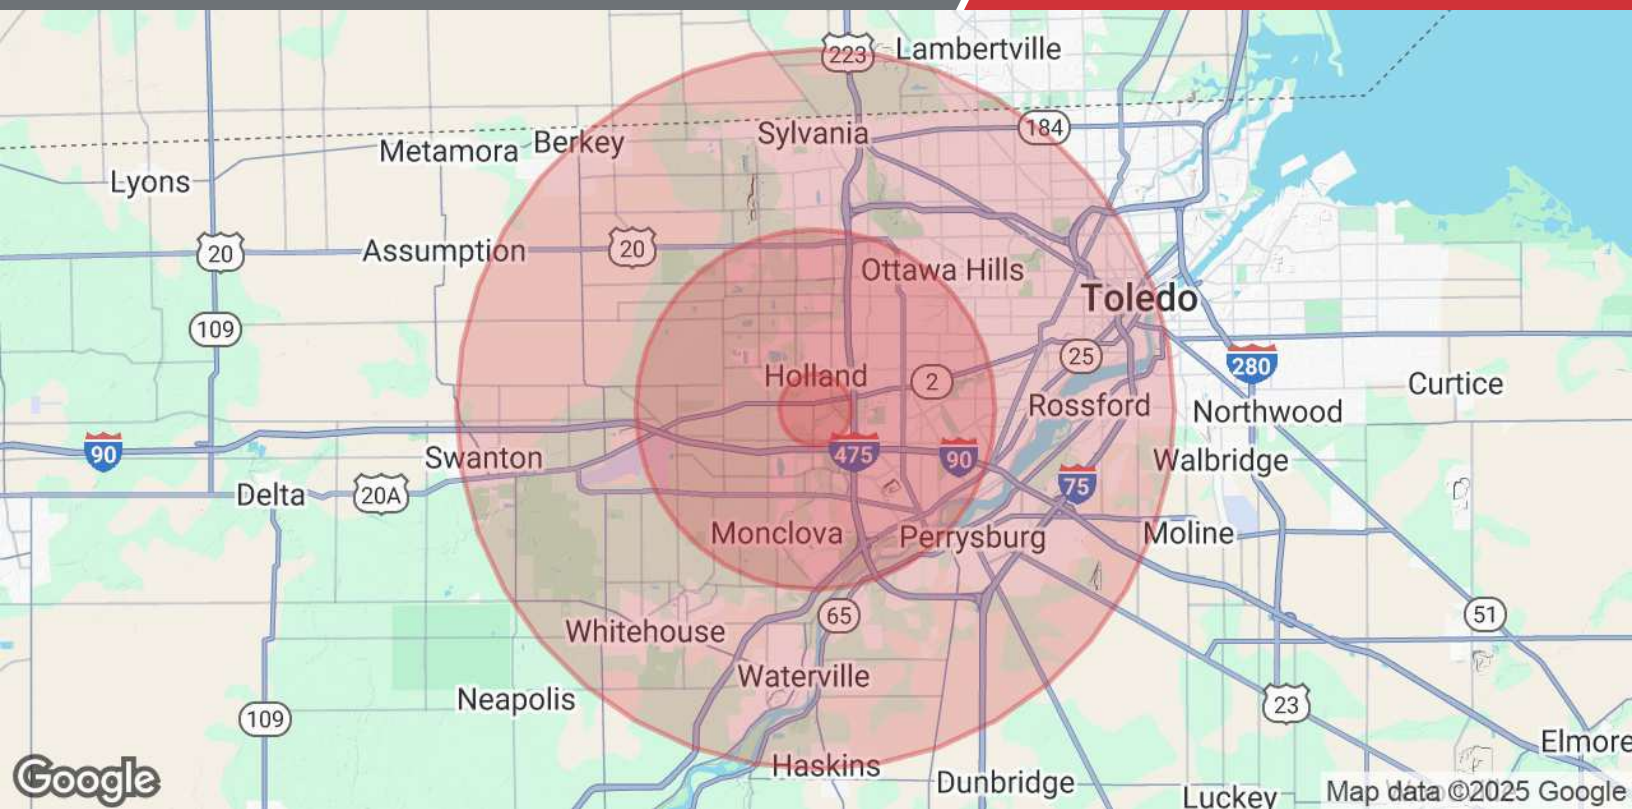 223
Lambertville
Sylvania
184
Berkey
Metamora
Lyons
20
Assumption
20
Ottawa Hills
Toledo
109
25
280
Holland
2
Curtice
Rossford
Northwood
90
Swanton
475
90
Walbridge
75
Delta
20A
Monclova
Perrysburg
Moline
65
51
Whitehouse
Waterville
Neapolis
23
109
Elmore
Haskins
Google
Dunbridge
Luckey
Map data ©2025 Google